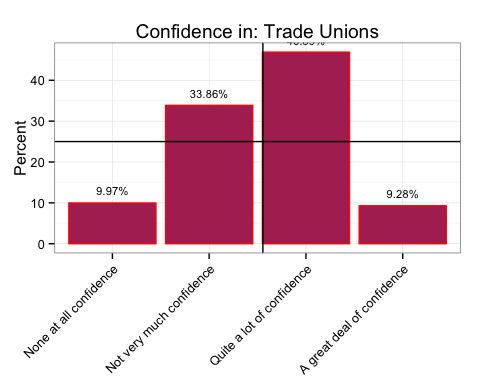 Confidence in: Trade Unions
Percent
40
30
20
10
0
9.97%
33.86%
9.28%
None at all confidence
Not very much confidence
Quite a lot of confidence
A great deal of confidence